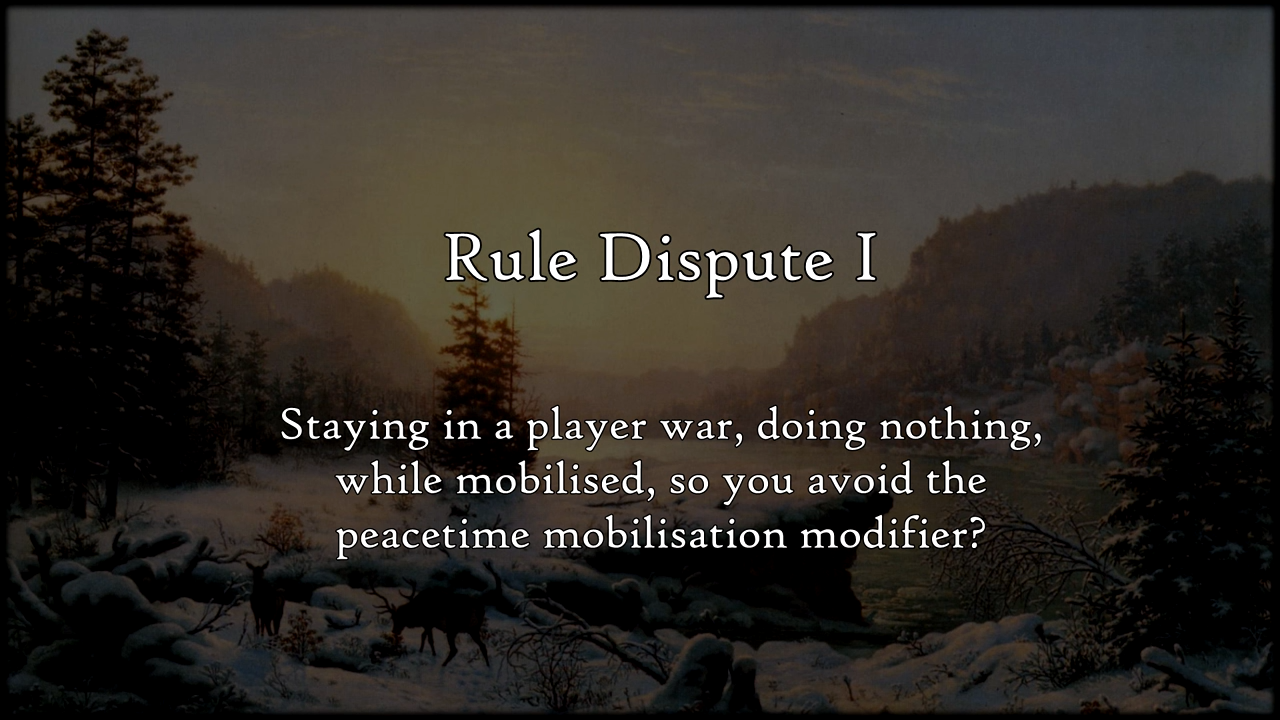 Rule Dispute I
Staying in a player war, doing nothing,
while mobilised, so you avoid the
peacetime mobilisation modifier?